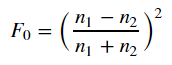 F₀ = ( (n₁ − n₂) / (n₁ + n₂) )²